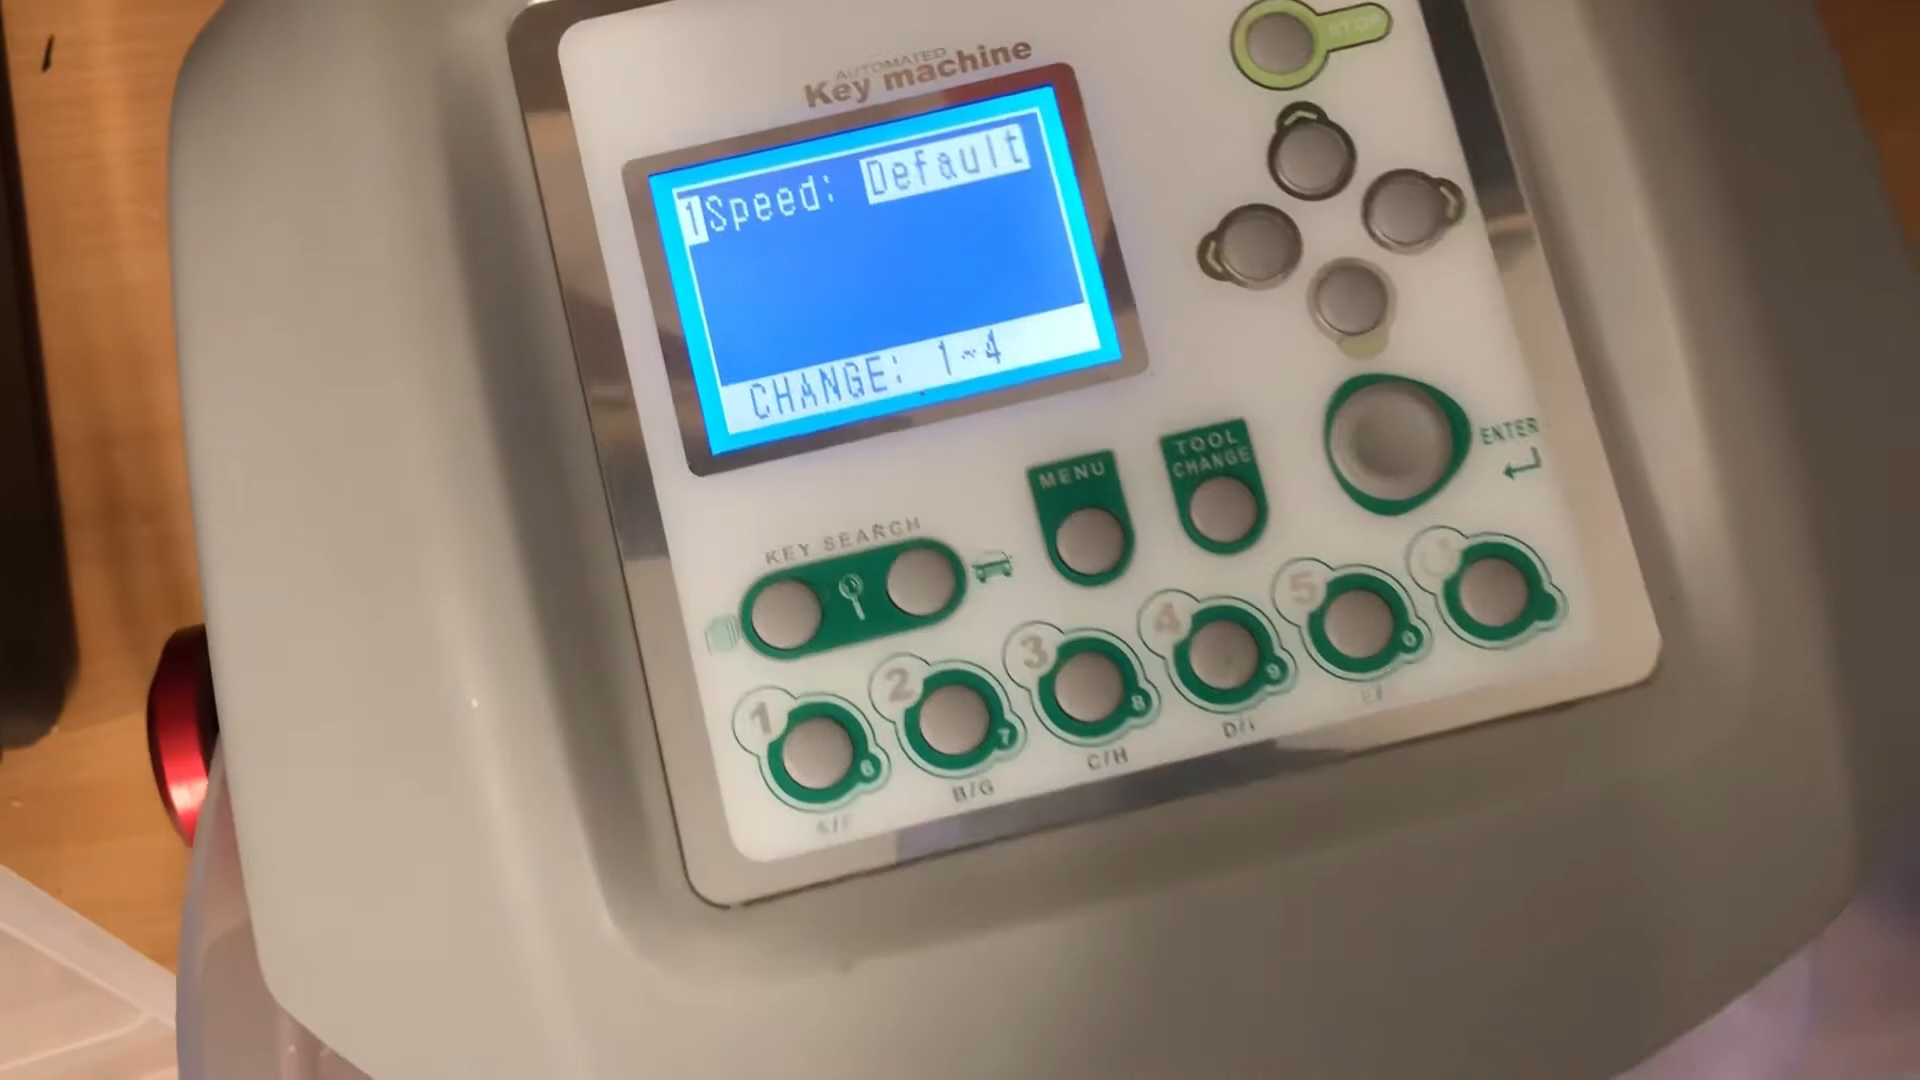 AUTOMATED
Key machine
STOP
1Speed: Default
CHANGE: 1~4
ENTER
MENU
TOOL
CHANGE
KEY SEARCH
1 6
2 7
3 8
4 9
5 0
B/G
C/H
D/I